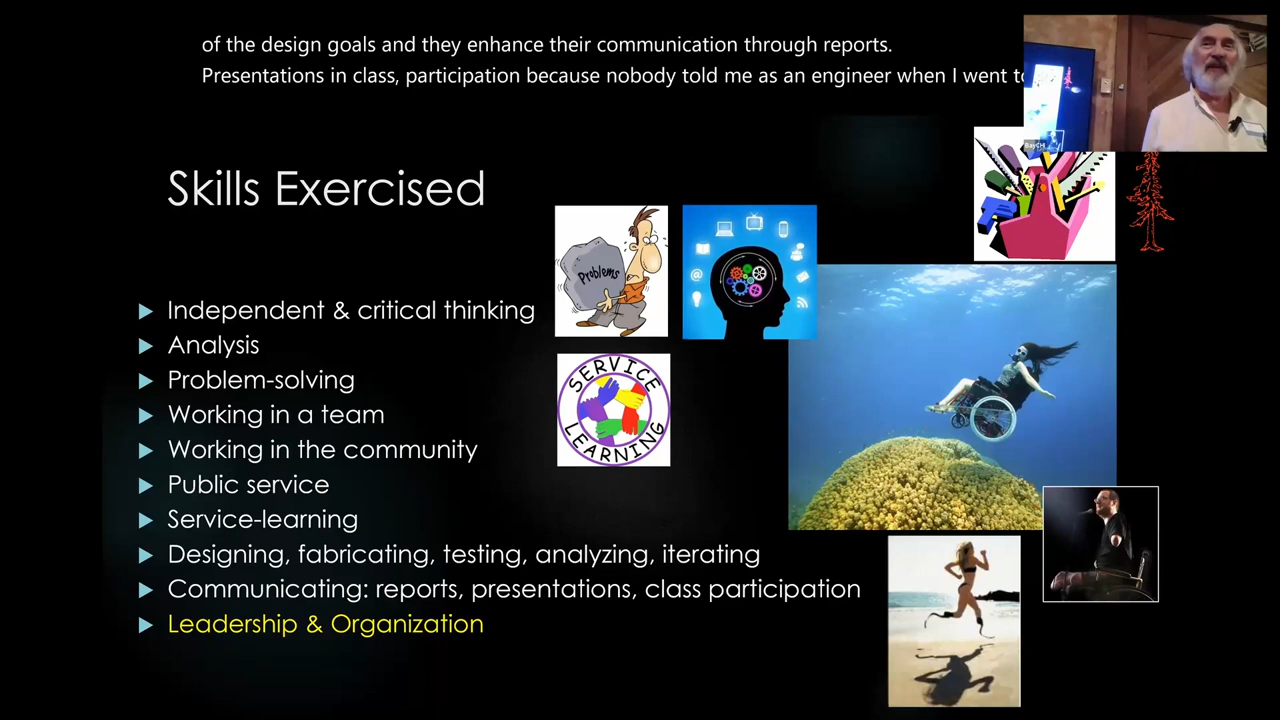 of the design goals and they enhance their communication through reports.
Presentations in class, participation because nobody told me as an engineer when I went
BayCHI
Skills Exercised
Problems
SERVICE
LEARNING
Independent & critical thinking
Analysis
Problem-solving
Working in a team
Working in the community
Public service
Service-learning
Designing, fabricating, testing, analyzing, iterating
Communicating: reports, presentations, class participation
Leadership & Organization